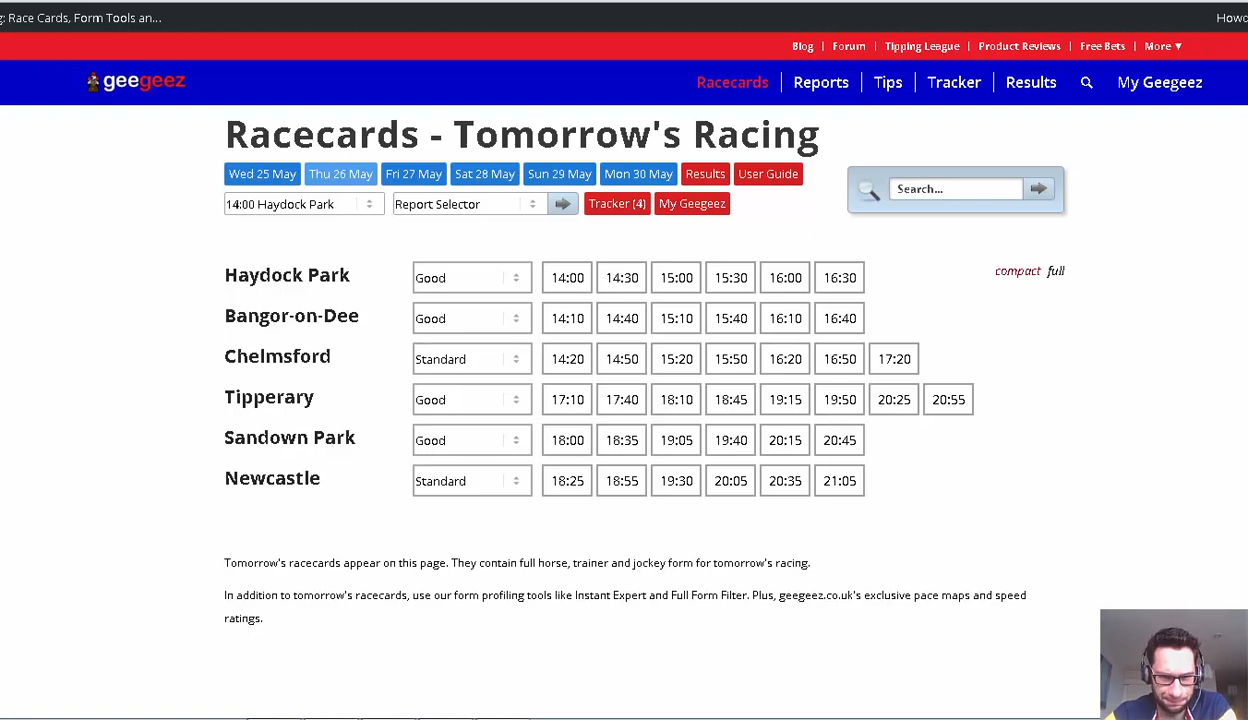 g: Race Cards, Form Tools an...
Howd
Blog | Forum | Tipping League | Product Reviews | Free Bets | More ▼
geegeez
Racecards | Reports | Tips | Tracker | Results | My Geegeez
Racecards - Tomorrow's Racing
Wed 25 May Thu 26 May Fri 27 May Sat 28 May Sun 29 May Mon 30 May Results User Guide
Search...
14:00 Haydock Park Report Selector Tracker (4) My Geegeez
compact full
Haydock Park Good 14:00 14:30 15:00 15:30 16:00 16:30
Bangor-on-Dee Good 14:10 14:40 15:10 15:40 16:10 16:40
Chelmsford Standard 14:20 14:50 15:20 15:50 16:20 16:50 17:20
Tipperary Good 17:10 17:40 18:10 18:45 19:15 19:50 20:25 20:55
Sandown Park Good 18:00 18:35 19:05 19:40 20:15 20:45
Newcastle Standard 18:25 18:55 19:30 20:05 20:35 21:05
Tomorrow's racecards appear on this page. They contain full horse, trainer and jockey form for tomorrow's racing.
In addition to tomorrow's racecards, use our form profiling tools like Instant Expert and Full Form Filter. Plus, geegeez.co.uk's exclusive pace maps and speed
ratings.